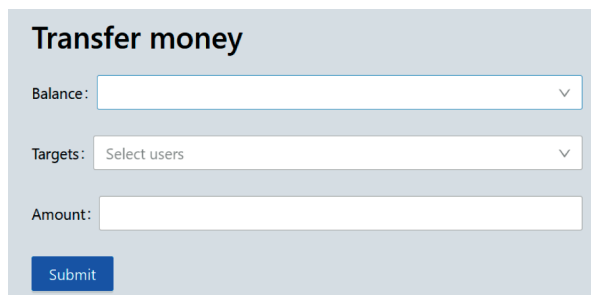 Transfer money
Balance:
Targets: Select users
Amount:
Submit